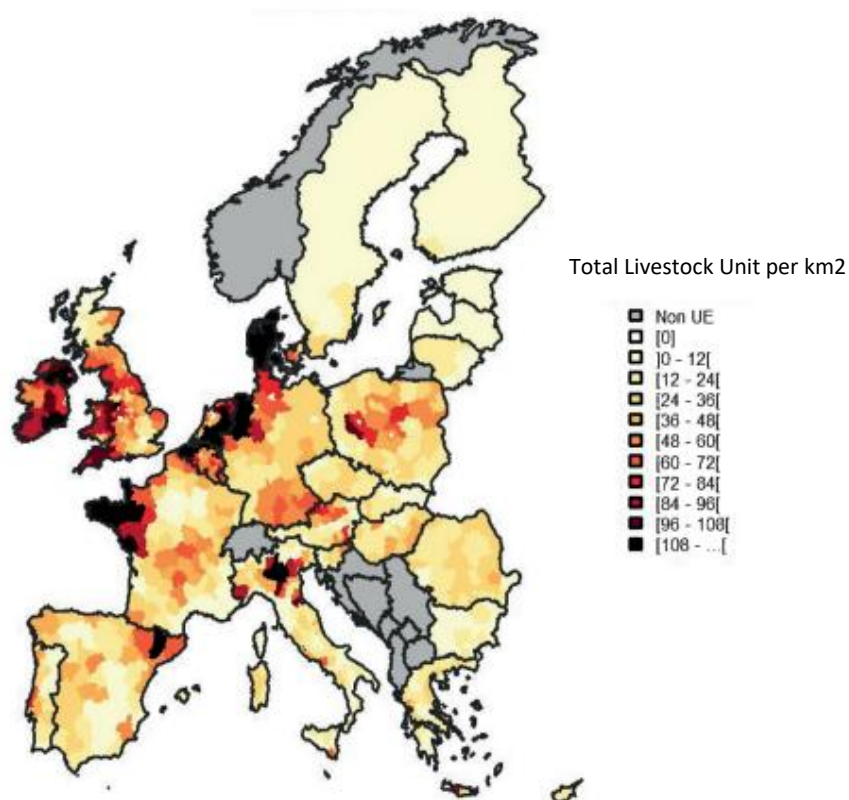 Total Livestock Unit per km2
Non UE
[0]
]0 - 12[
[12 - 24[
[24 - 36[
[36 - 48[
[48 - 60[
[60 - 72[
[72 - 84[
[84 - 96[
[96 - 108[
[108 - ...[